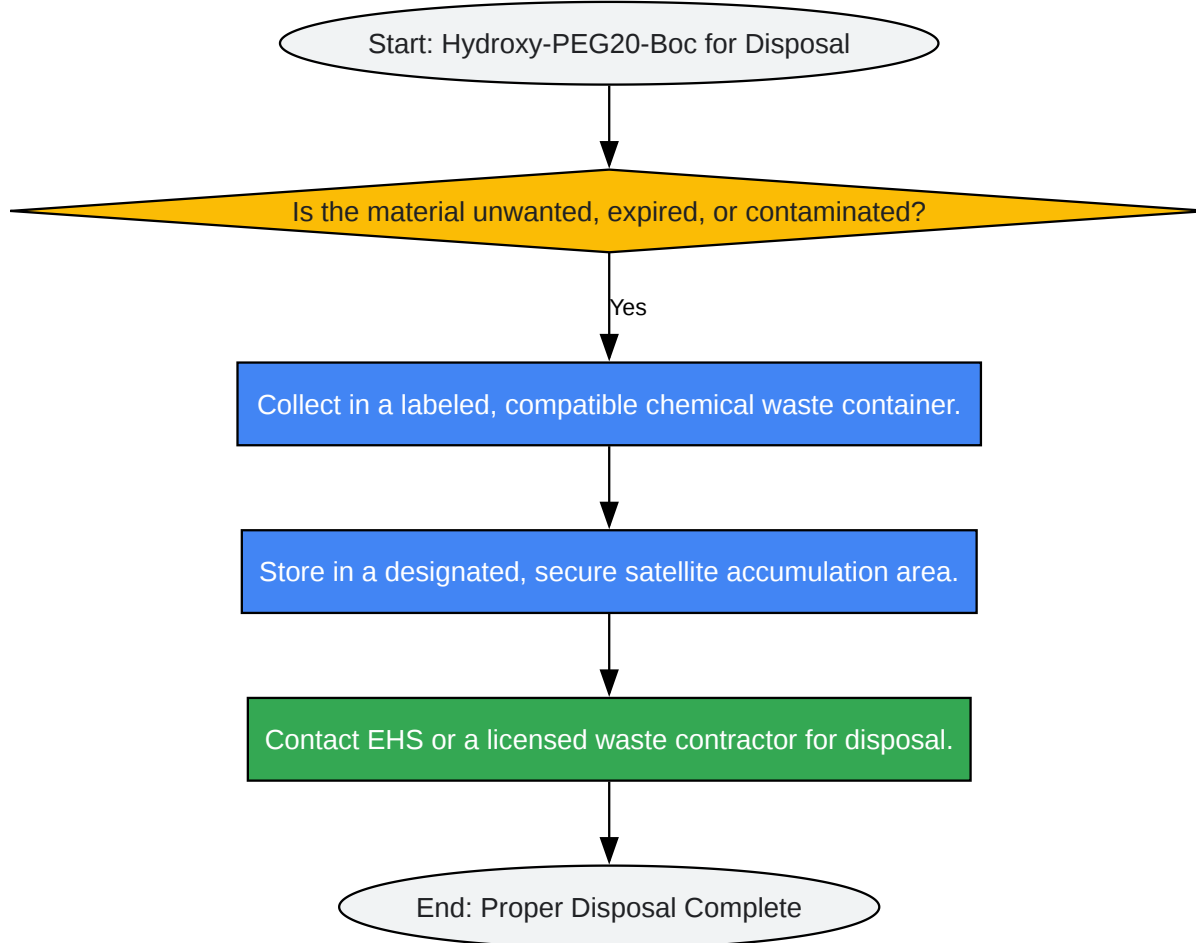 Start: Hydroxy-PEG20-Boc for Disposal
Is the material unwanted, expired, or contaminated?
Yes
Collect in a labeled, compatible chemical waste container.
Store in a designated, secure satellite accumulation area.
Contact EHS or a licensed waste contractor for disposal.
End: Proper Disposal Complete